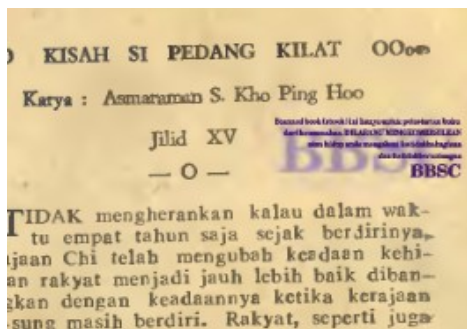 KISAH SI PEDANG KILAT OOo
Karya : Asmaraman S. Kho Ping Hoo
Jilid XV
— O —
BBSC
TIDAK mengherankan kalau dalam wak-
tu empat tahun saja sejak berdirinya,
jaan Chi telah mengubah keadaan kehi-
an rakyat menjadi jauh lebih baik diban-
gkan dengan keadaannya ketika kerajaan
sung masih berdiri. Rakyat, seperti juga